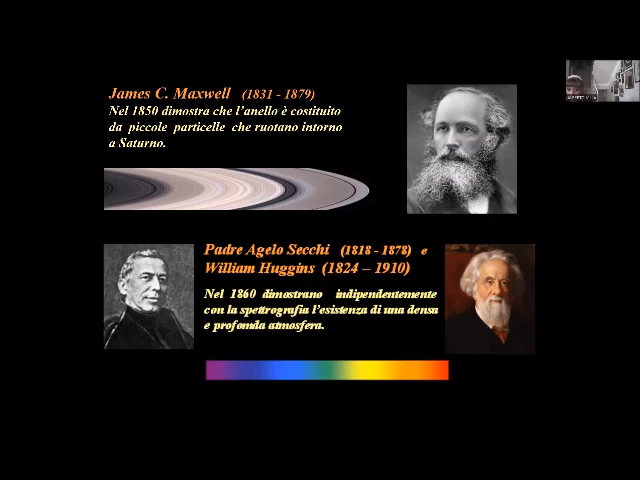 James C. Maxwell (1831 - 1879)
Nel 1850 dimostra che l'anello è costituito
da piccole particelle che ruotano intorno
a Saturno.
Padre Agelo Secchi (1818 - 1878) e
William Huggins (1824 – 1910)
Nel 1860 dimostrano indipendentemente
con la spettrografia l'esistenza di una densa
e profonda atmosfera.